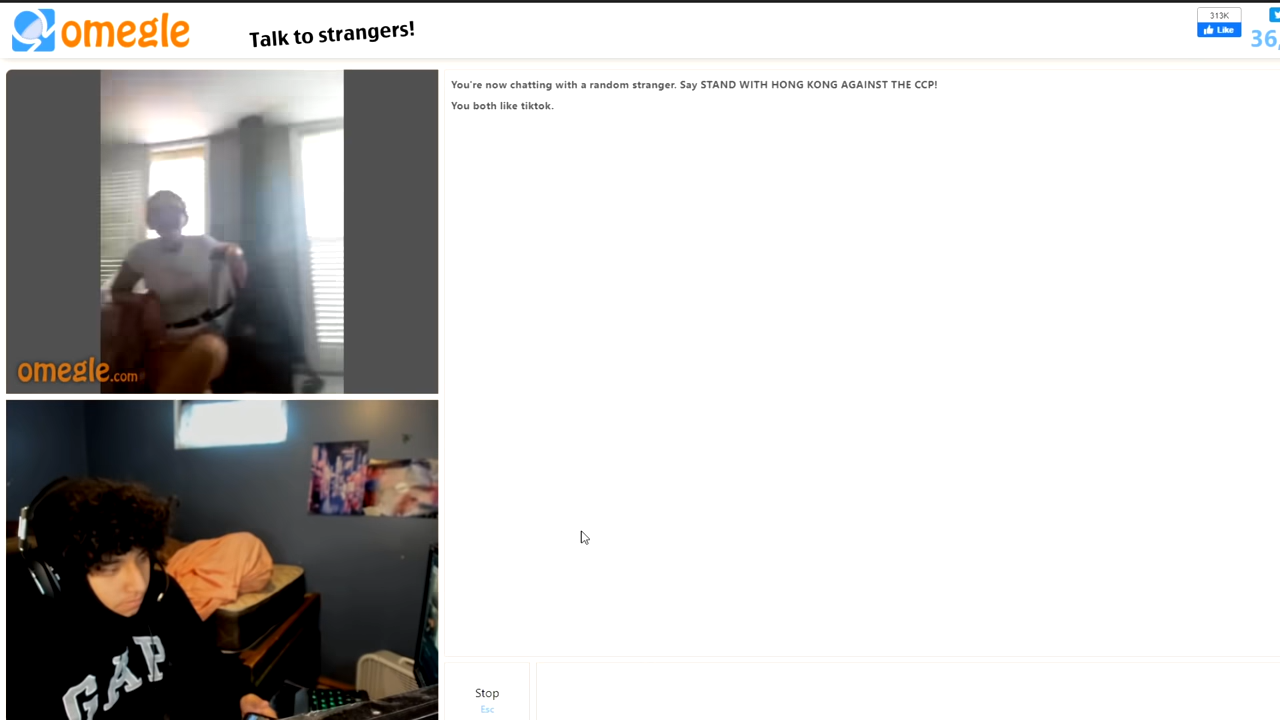 omegle
Talk to strangers!
313K
Like
36,
You're now chatting with a random stranger. Say STAND WITH HONG KONG AGAINST THE CCP!
You both like tiktok.
omegle.com
GAP
Stop
Esc